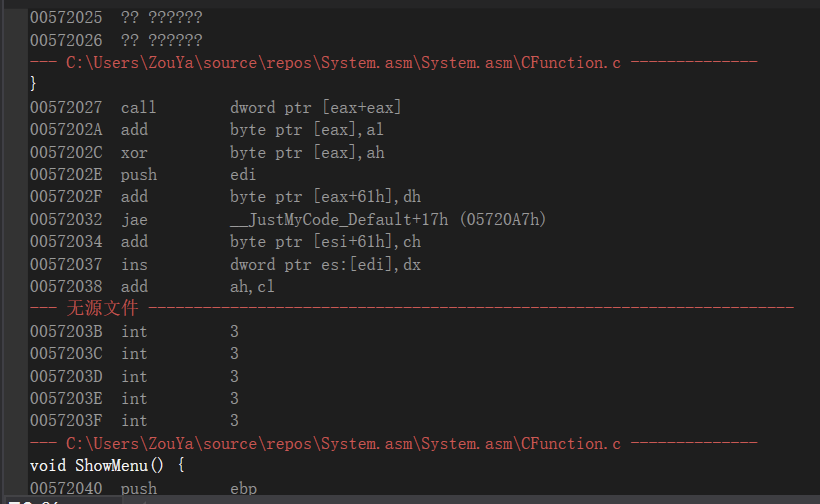 00572025  ?? ??????
00572026  ?? ??????
--- C:\Users\ZouYa\source\repos\System.asm\System.asm\CFunction.c --------------
}
00572027  call        dword ptr [eax+eax]
0057202A  add         byte ptr [eax],al
0057202C  xor         byte ptr [eax],ah
0057202E  push        edi
0057202F  add         byte ptr [eax+61h],dh
00572032  jae         __JustMyCode_Default+17h (05720A7h)
00572034  add         byte ptr [esi+61h],ch
00572037  ins         dword ptr es:[edi],dx
00572038  add         ah,cl
--- 无源文件 -----------------------------------------------------------------------
0057203B  int         3
0057203C  int         3
0057203D  int         3
0057203E  int         3
0057203F  int         3
--- C:\Users\ZouYa\source\repos\System.asm\System.asm\CFunction.c --------------
void ShowMenu() {
00572040  push        ebp